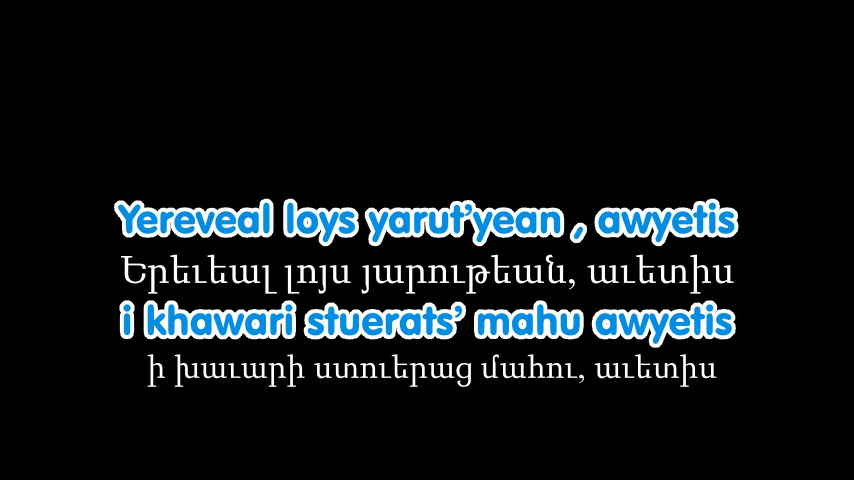 Yereveal loys yarut’yean , awyetis
Երեւեալ լոյս յարութեան, աւետիս
i khawari stuerats’ mahu awyetis
ի խաւարի ստուերաց մահու, աւետիս